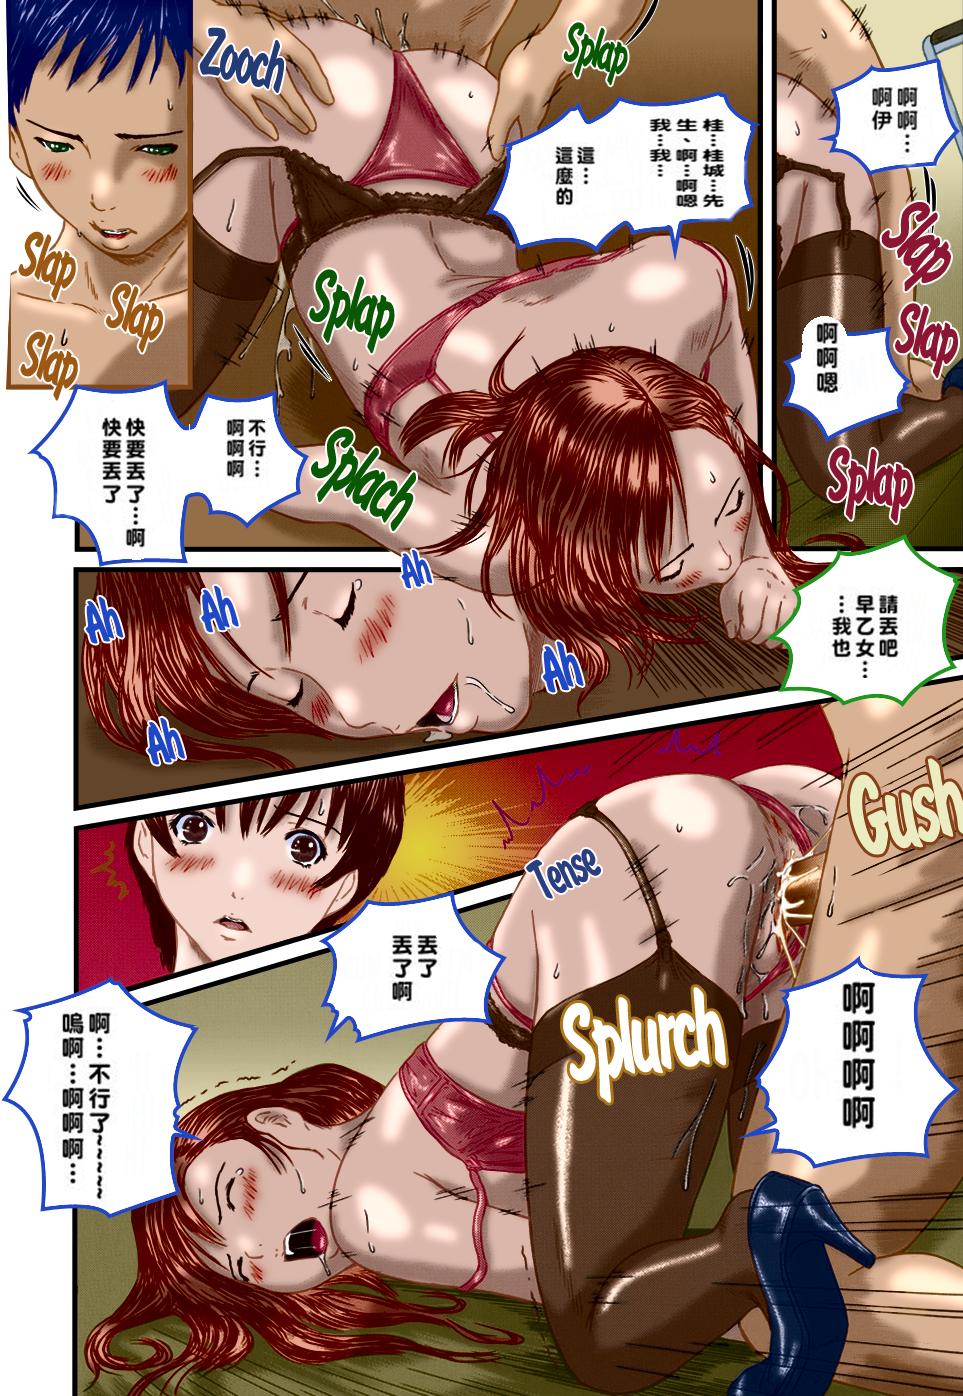 啊啊…
啊伊
Slap
Slap
啊啊嗯
Splap
Splap
桂…桂城…先
生、啊…啊嗯
我…我…
這…
這麼的
Zooch
Splap
Splach
Slap
Slap
Slap
不行…
啊啊啊
快要丟了…啊
快要丟了
請丟吧
早乙女…
…我也
Ah
Ah
Ah
Ah
Ah
Gush
Tense
丟了
丟了啊
Splurch
啊啊啊啊
啊…不行了~~~~~
嗚啊…啊啊啊…